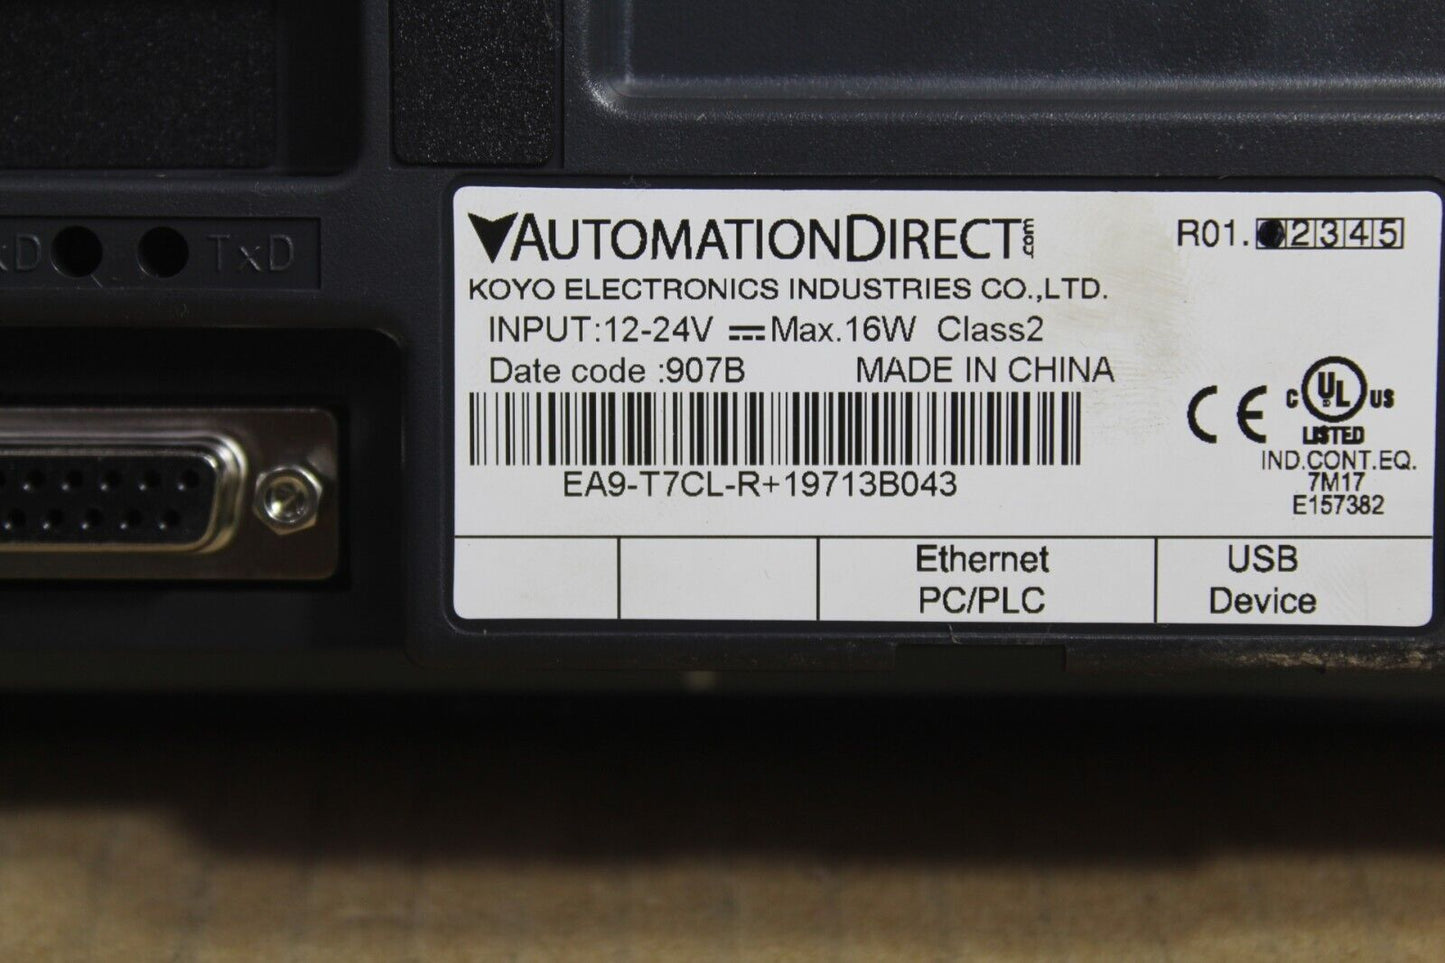 xD TxD
AUTOMATIONDIRECT.com
R01. 2345
KOYO ELECTRONICS INDUSTRIES CO.,LTD.
INPUT:12-24V ⎓ Max.16W Class2
Date code :907B MADE IN CHINA
CE
C UL US
LISTED
IND.CONT.EQ.
7M17
E157382
EA9-T7CL-R+19713B043
Ethernet
PC/PLC
USB
Device